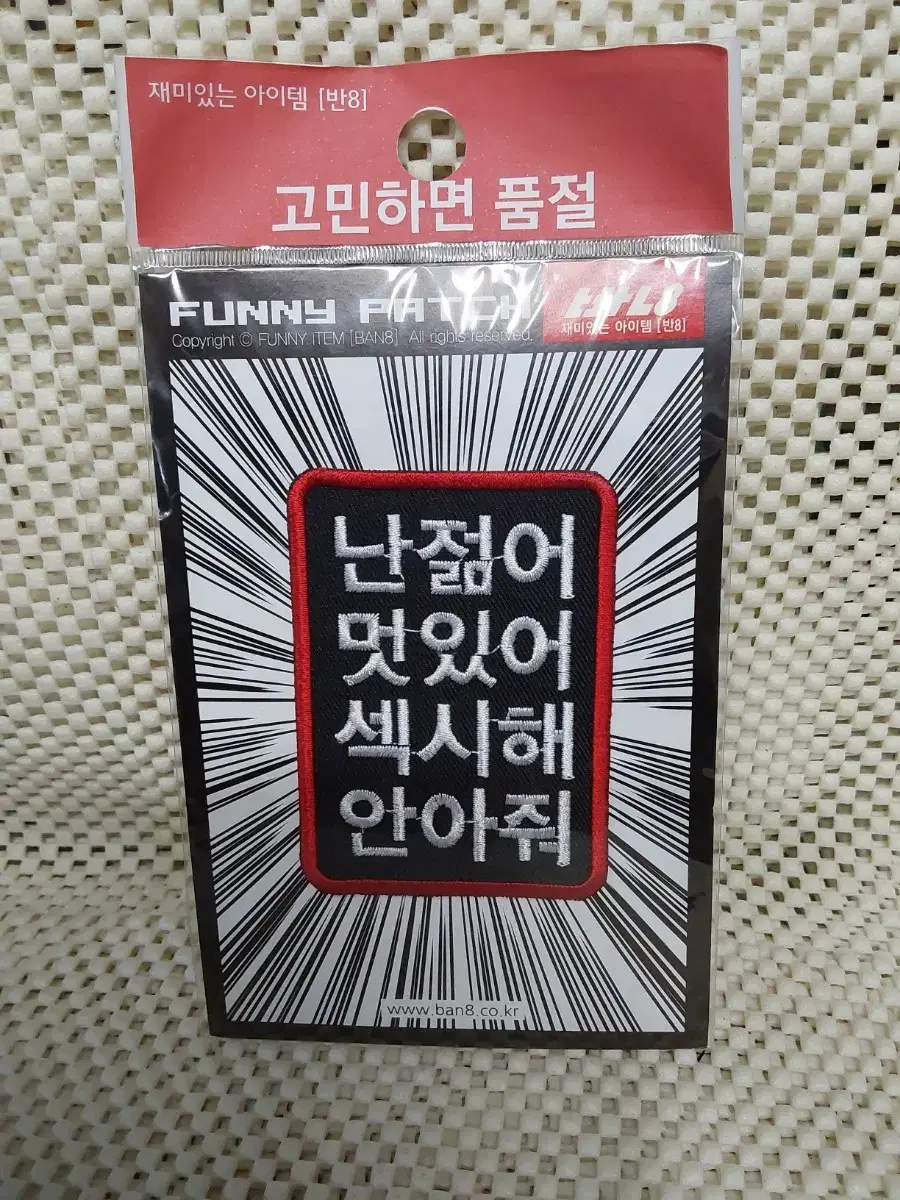 재미있는 아이템 [반8]
고민하면 품절
FUNNY PATCH
Copyright © FUNNY ITEM [BAN8] All rights reserved.
반8
재미있는 아이템 [반8]
난젊어
멋있어
섹시해
안아줘
www.ban8.co.kr